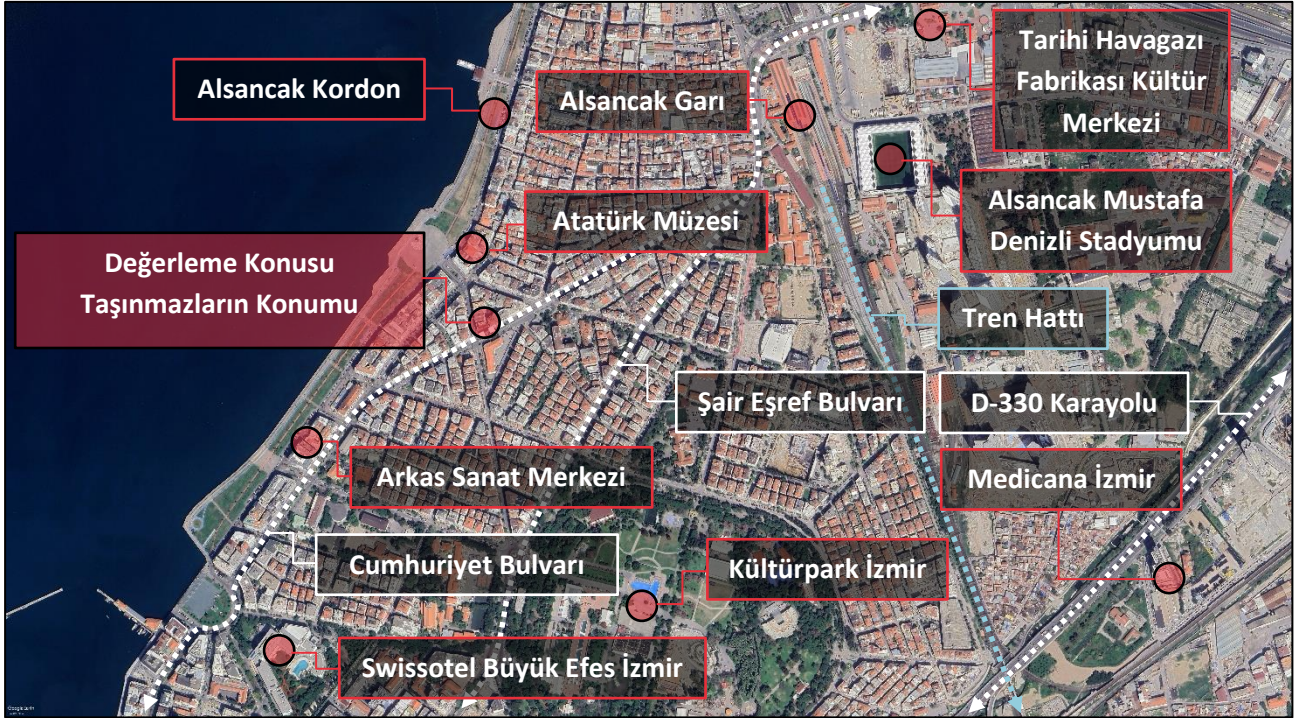 Tarihi Havagazı
Fabrikası Kültür
Merkezi
Alsancak Kordon
Alsancak Garı
Alsancak Mustafa
Denizli Stadyumu
Atatürk Müzesi
Değerleme Konusu
Taşınmazların Konumu
Tren Hattı
Şair Eşref Bulvarı
D-330 Karayolu
Arkas Sanat Merkezi
Medicana İzmir
Cumhuriyet Bulvarı
Kültürpark İzmir
Swissotel Büyük Efes İzmir
Google Earth